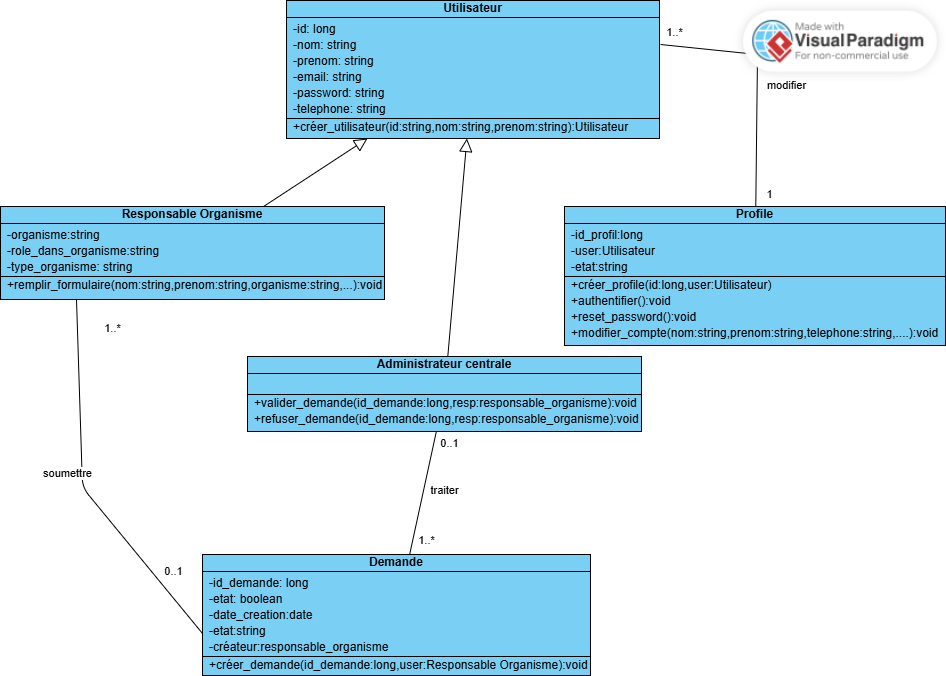 Utilisateur
-id: long
-nom: string
-prenom: string
-email: string
-password: string
-telephone: string
+créer_utilisateur(id:string,nom:string,prenom:string):Utilisateur
1..*
Made with
Visual Paradigm
For non-commercial use
modifier
1
Responsable Organisme
-organisme:string
-role_dans_organisme:string
-type_organisme: string
+remplir_formulaire(nom:string,prenom:string,organisme:string,...):void
Profile
-id_profil:long
-user:Utilisateur
-etat:string
+créer_profile(id:long,user:Utilisateur)
+authentifier():void
+reset_password():void
+modifier_compte(nom:string,prenom:string,telephone:string,....):void
1..*
Administrateur centrale
+valider_demande(id_demande:long,resp:responsable_organisme):void
+refuser_demande(id_demande:long,resp:responsable_organisme):void
0..1
soumettre
traiter
1..*
0..1
Demande
-id_demande: long
-etat: boolean
-date_creation:date
-etat:string
-créateur:responsable_organisme
+créer_demande(id_demande:long,user:Responsable Organisme):void